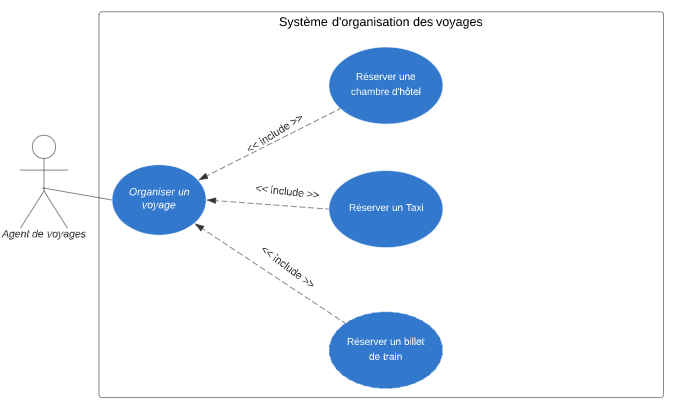 Système d'organisation des voyages
Réserver une
chambre d'hôtel
<< include >>
Organiser un
voyage
<< include >>
Réserver un Taxi
Agent de voyages
<< include >>
Réserver un billet
de train